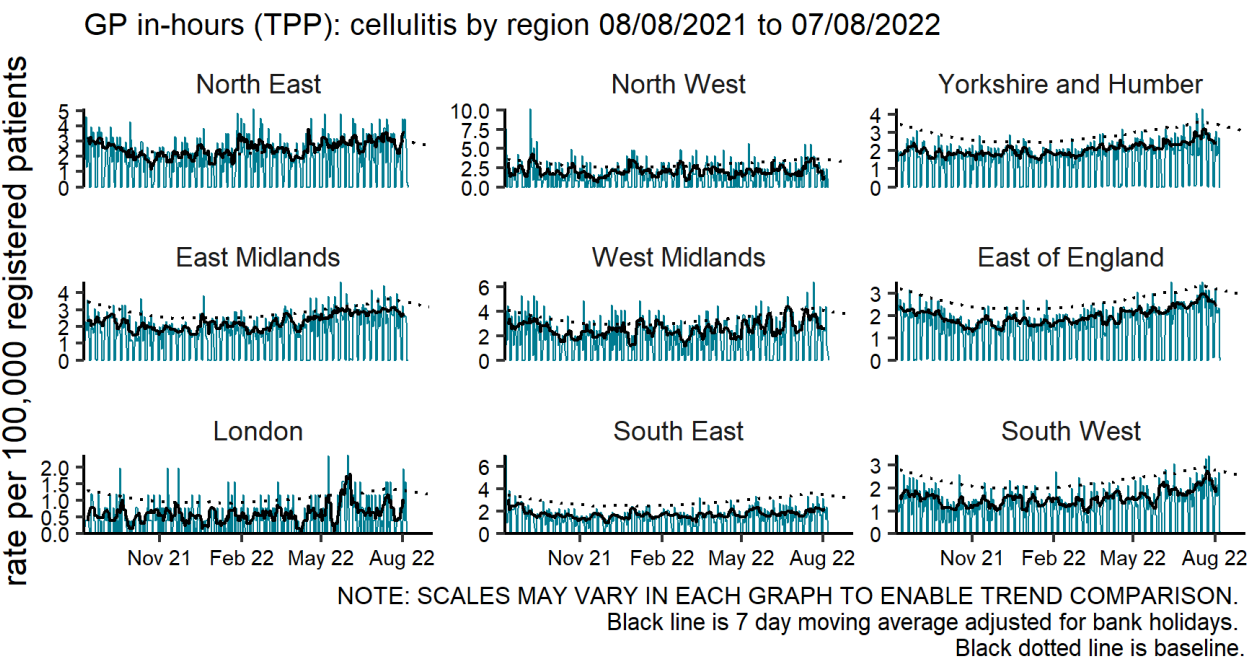 GP in-hours (TPP): cellulitis by region 08/08/2021 to 07/08/2022
rate per 100,000 registered patients
North East
5
4
3
2
1
0
North West
10.0
7.5
5.0
2.5
0.0
Yorkshire and Humber
4
3
2
1
0
East Midlands
4
3
2
1
0
West Midlands
6
4
2
0
East of England
3
2
1
0
London
2.0
1.5
1.0
0.5
0.0
Nov 21 Feb 22 May 22 Aug 22
South East
6
4
2
0
Nov 21 Feb 22 May 22 Aug 22
South West
3
2
1
0
Nov 21 Feb 22 May 22 Aug 22
NOTE: SCALES MAY VARY IN EACH GRAPH TO ENABLE TREND COMPARISON.
Black line is 7 day moving average adjusted for bank holidays.
Black dotted line is baseline.